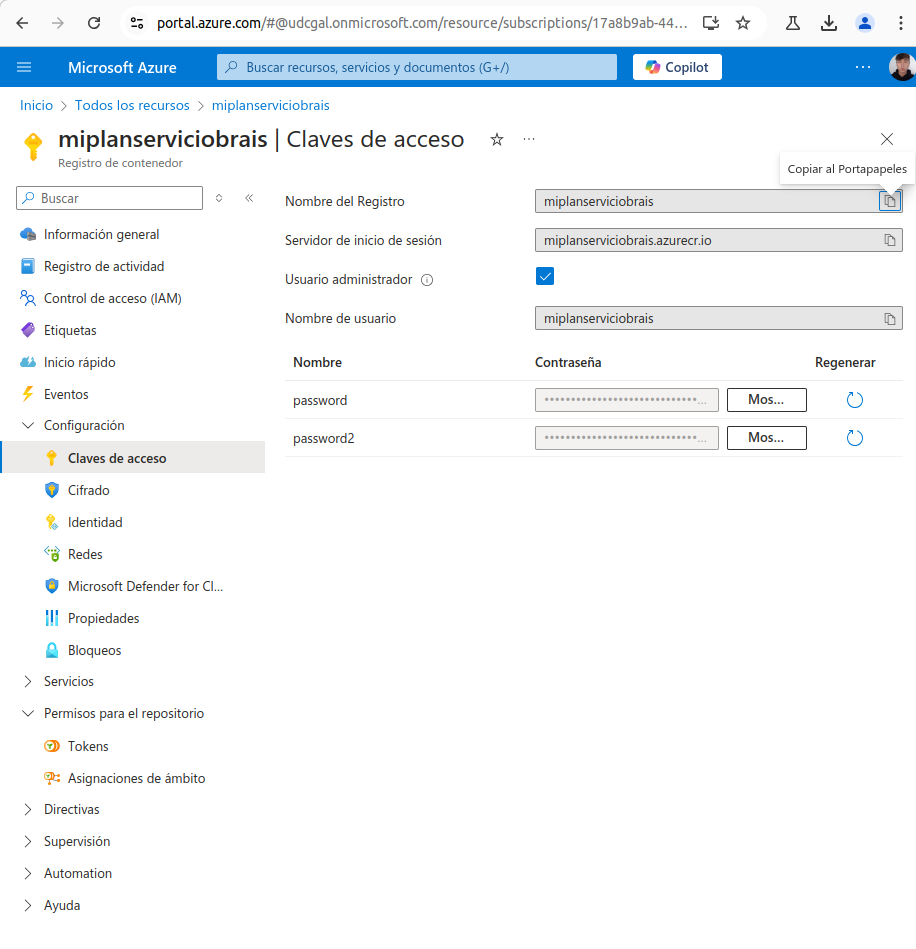 portal.azure.com/#@udcgal.onmicrosoft.com/resource/subscriptions/17a8b9ab-44...
Microsoft Azure
Buscar recursos, servicios y documentos (G+/)
Copilot
Inicio > Todos los recursos > miplanserviciobrais
miplanserviciobrais | Claves de acceso
Registro de contenedor
Copiar al Portapapeles
Buscar
Información general
Registro de actividad
Control de acceso (IAM)
Etiquetas
Inicio rápido
Eventos
Configuración
Claves de acceso
Cifrado
Identidad
Redes
Microsoft Defender for Cl...
Propiedades
Bloqueos
Servicios
Permisos para el repositorio
Tokens
Asignaciones de ámbito
Directivas
Supervisión
Automation
Ayuda
Nombre del Registro miplanserviciobrais
Servidor de inicio de sesión miplanserviciobrais.azurecr.io
Usuario administrador
Nombre de usuario miplanserviciobrais
Nombre Contraseña Regenerar
password ••••••••••••••••••••••••••••••... Mos...
password2 ••••••••••••••••••••••••••••••... Mos...